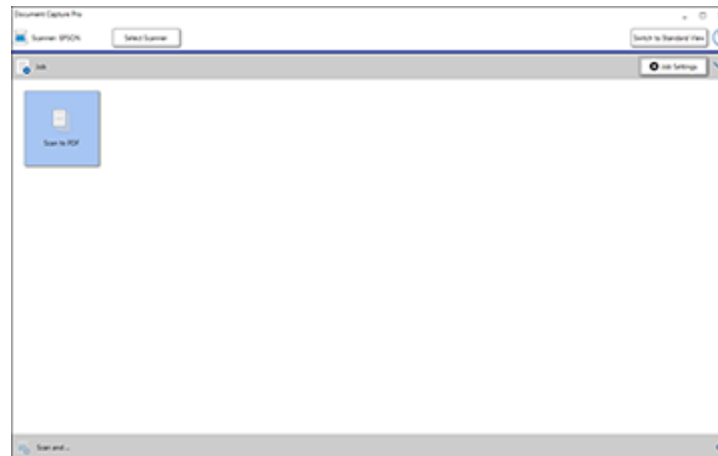 Document Capture Pro
Scanner: EPSON
Select Scanner
Switch to Standard View
Job
Job Settings
Scan to PDF
Scan and...